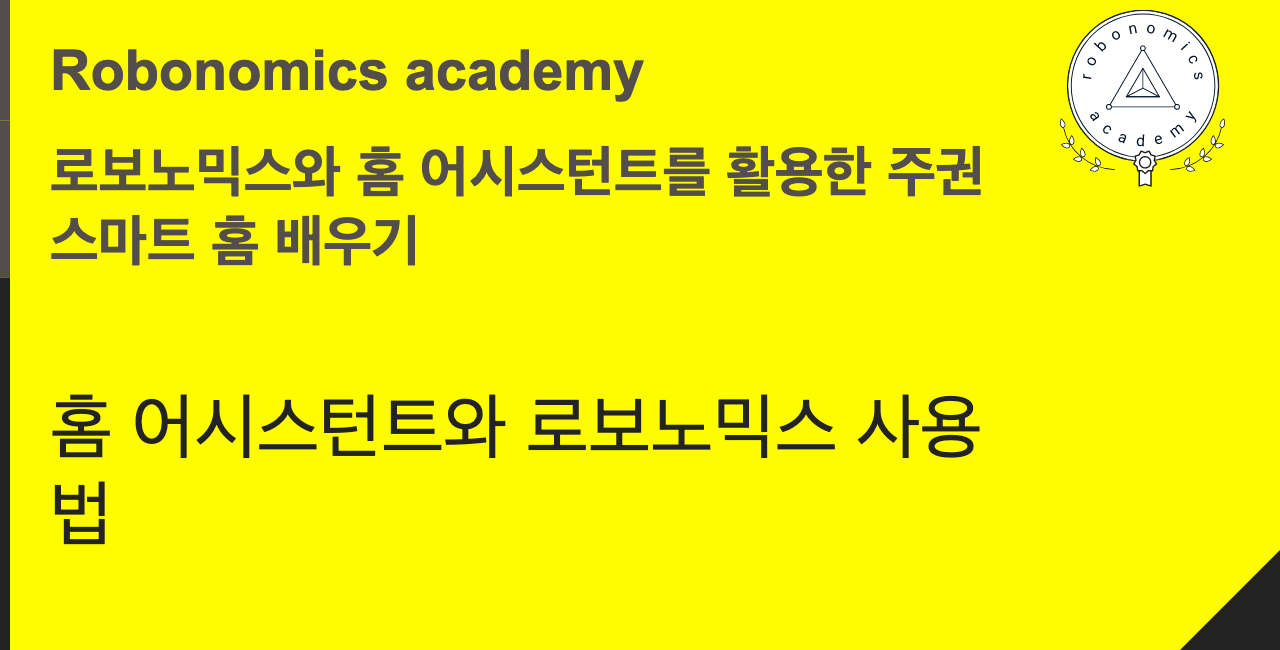 Robonomics academy
로보노믹스와 홈 어시스턴트를 활용한 주권
스마트 홈 배우기
홈 어시스턴트와 로보노믹스 사용
법
robonomics
academy